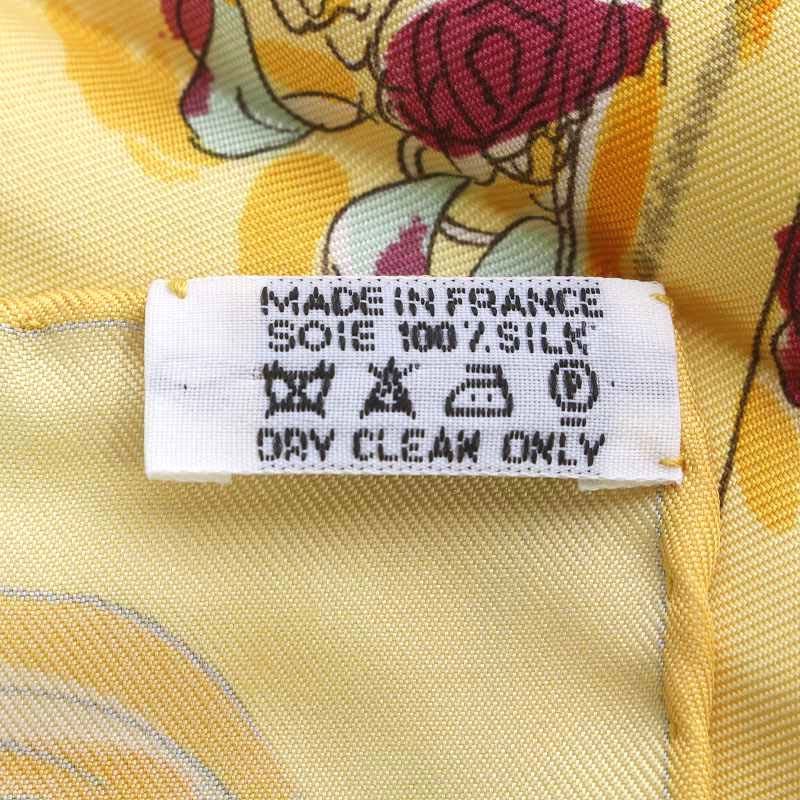 MADE IN FRANCE
SOIE 100% SILK
P
DRY CLEAN ONLY